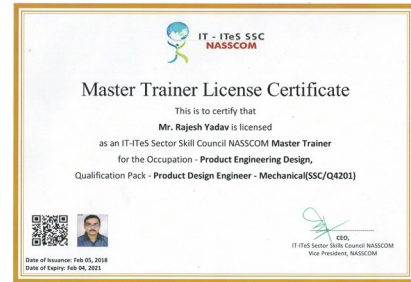 IT - ITeS SSC
NASSCOM
Master Trainer License Certificate
This is to certify that
Mr. Rajesh Yadav is licensed
as an IT-ITeS Sector Skill Council NASSCOM Master Trainer
for the Occupation - Product Engineering Design,
Qualification Pack - Product Design Engineer - Mechanical(SSC/Q4201)
CEO,
IT-ITeS Sector Skills Council NASSCOM
Vice President, NASSCOM
Date of Issuance: Feb 05, 2018
Date of Expiry: Feb 04, 2021